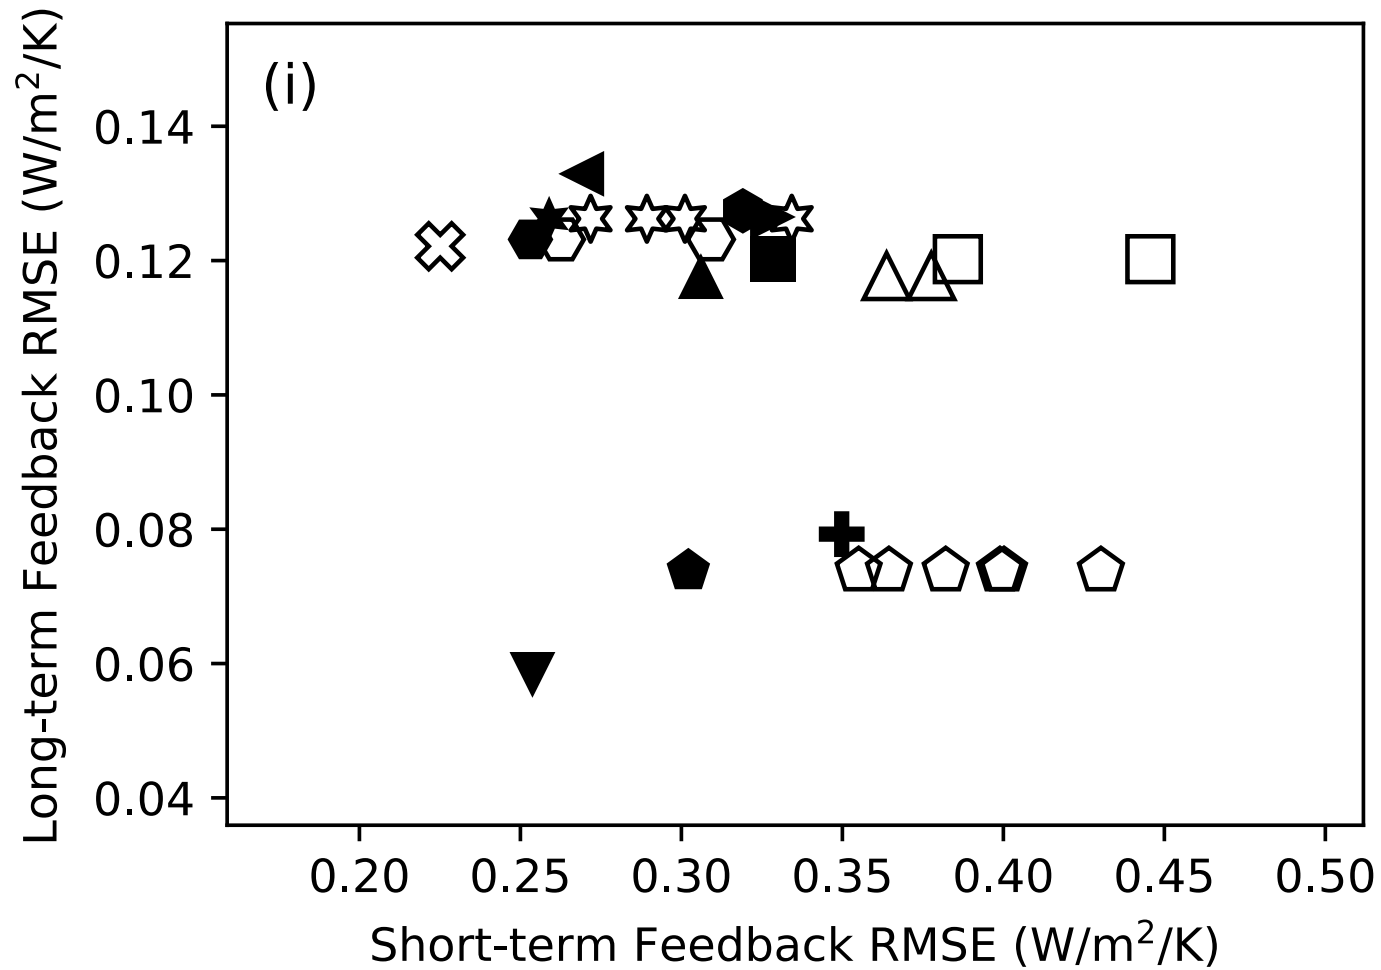 (i)
Long-term Feedback RMSE (W/m²/K)
0.14
0.12
0.10
0.08
0.06
0.04
0.20 0.25 0.30 0.35 0.40 0.45 0.50
Short-term Feedback RMSE (W/m²/K)